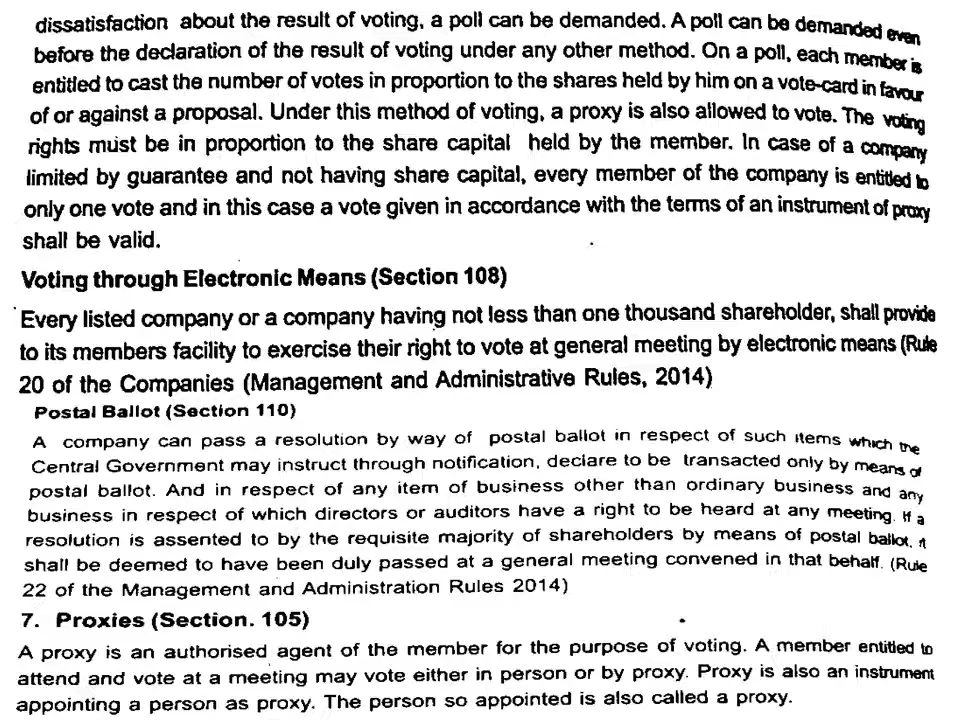 dissatisfaction about the result of voting, a poll can be demanded. A poll can be demanded even
before the declaration of the result of voting under any other method. On a poll, each member is
entitled to cast the number of votes in proportion to the shares held by him on a vote-card in favour
of or against a proposal. Under this method of voting, a proxy is also allowed to vote. The voting
rights must be in proportion to the share capital held by the member. In case of a company
limited by guarantee and not having share capital, every member of the company is entitled to
only one vote and in this case a vote given in accordance with the terms of an instrument of proxy
shall be valid.
Voting through Electronic Means (Section 108)
Every listed company or a company having not less than one thousand shareholder, shall provide
to its members facility to exercise their right to vote at general meeting by electronic means (Rule
20 of the Companies (Management and Administrative Rules, 2014)
Postal Ballot (Section 110)
A company can pass a resolution by way of postal ballot in respect of such items which the
Central Government may instruct through notification, declare to be transacted only by means of
postal ballot. And in respect of any item of business other than ordinary business and any
business in respect of which directors or auditors have a right to be heard at any meeting. If a
resolution is assented to by the requisite majority of shareholders by means of postal ballot, it
shall be deemed to have been duly passed at a general meeting convened in that behalf. (Rule
22 of the Management and Administration Rules 2014)
7. Proxies (Section. 105)
A proxy is an authorised agent of the member for the purpose of voting. A member entitled to
attend and vote at a meeting may vote either in person or by proxy. Proxy is also an instrument
appointing a person as proxy. The person so appointed is also called a proxy.